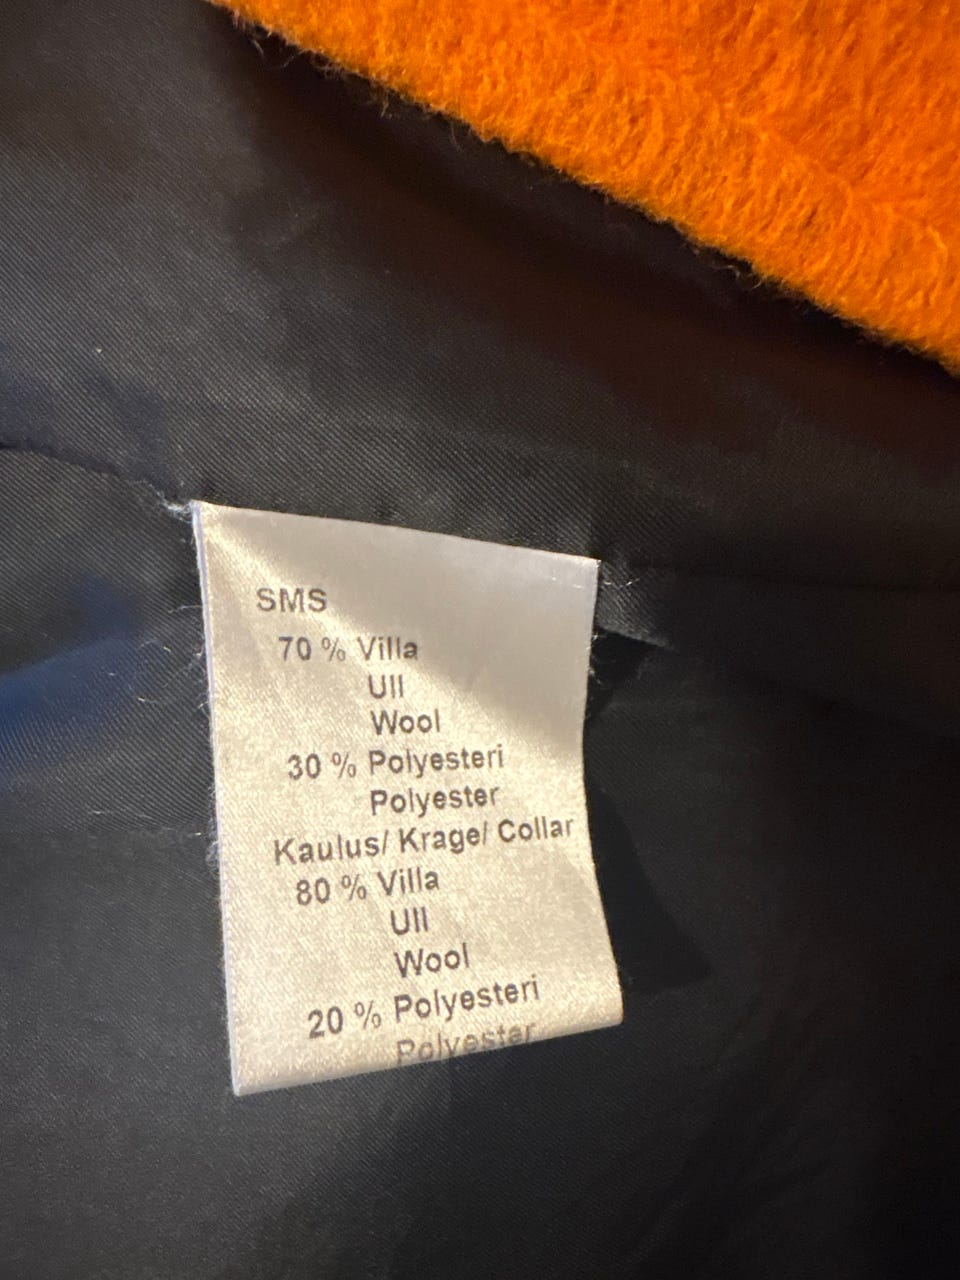 SMS
70 % Villa
Ull
Wool
30 % Polyesteri
Polyester
Kaulus/ Krage/ Collar
80 % Villa
Ull
Wool
20 % Polyesteri
Polyester